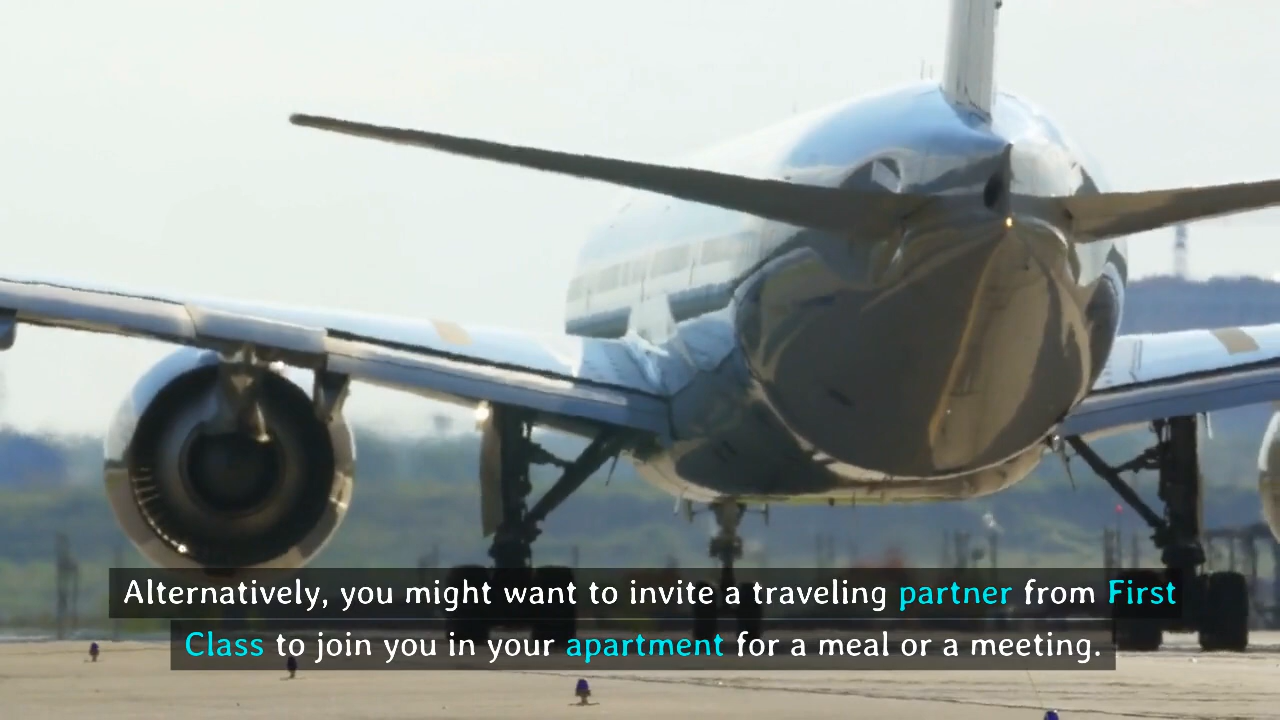 Alternatively, you might want to invite a traveling partner from First
Class to join you in your apartment for a meal or a meeting.